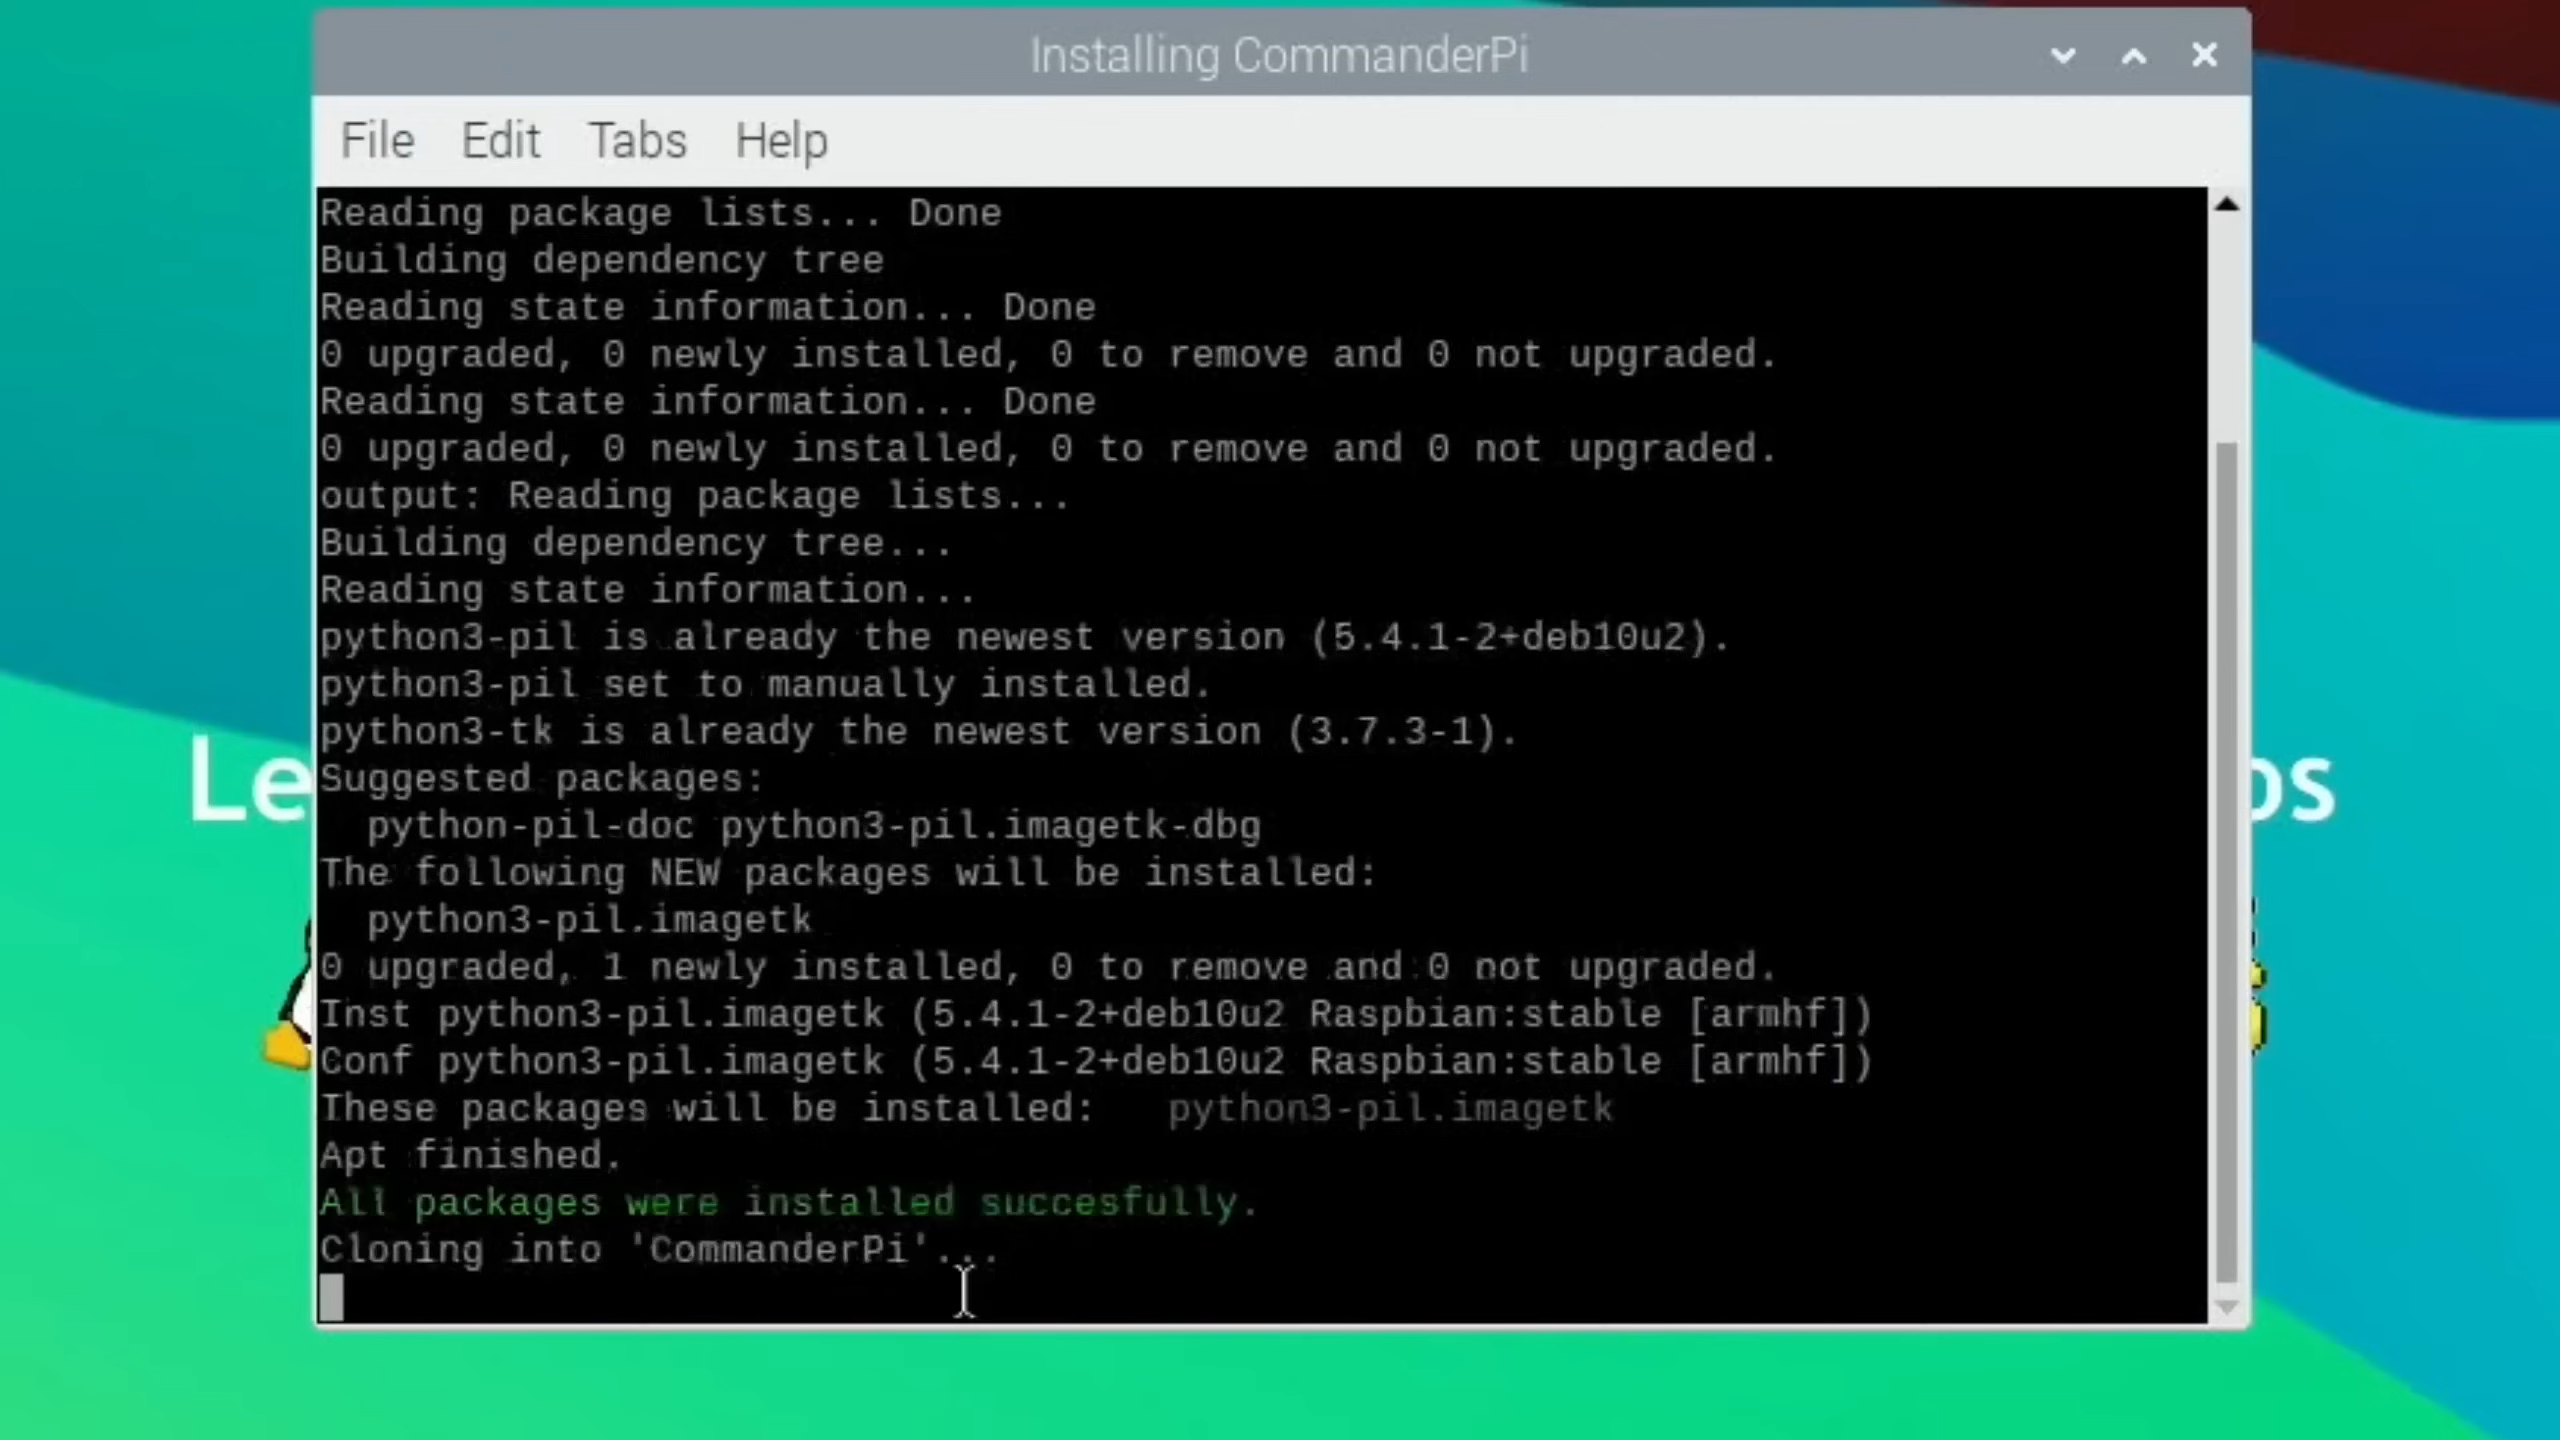 Installing CommanderPi
File Edit Tabs Help
Reading package lists... Done
Building dependency tree
Reading state information... Done
0 upgraded, 0 newly installed, 0 to remove and 0 not upgraded.
Reading state information... Done
0 upgraded, 0 newly installed, 0 to remove and 0 not upgraded.
output: Reading package lists...
Building dependency tree...
Reading state information...
python3-pil is already the newest version (5.4.1-2+deb10u2).
python3-pil set to manually installed.
python3-tk is already the newest version (3.7.3-1).
Suggested packages:
python-pil-doc python3-pil.imagetk-dbg
The following NEW packages will be installed:
python3-pil.imagetk
0 upgraded, 1 newly installed, 0 to remove and 0 not upgraded.
Inst python3-pil.imagetk (5.4.1-2+deb10u2 Raspbian:stable [armhf])
Conf python3-pil.imagetk (5.4.1-2+deb10u2 Raspbian:stable [armhf])
These packages will be installed: python3-pil.imagetk
Apt finished.
All packages were installed succesfully.
Cloning into 'CommanderPi'...